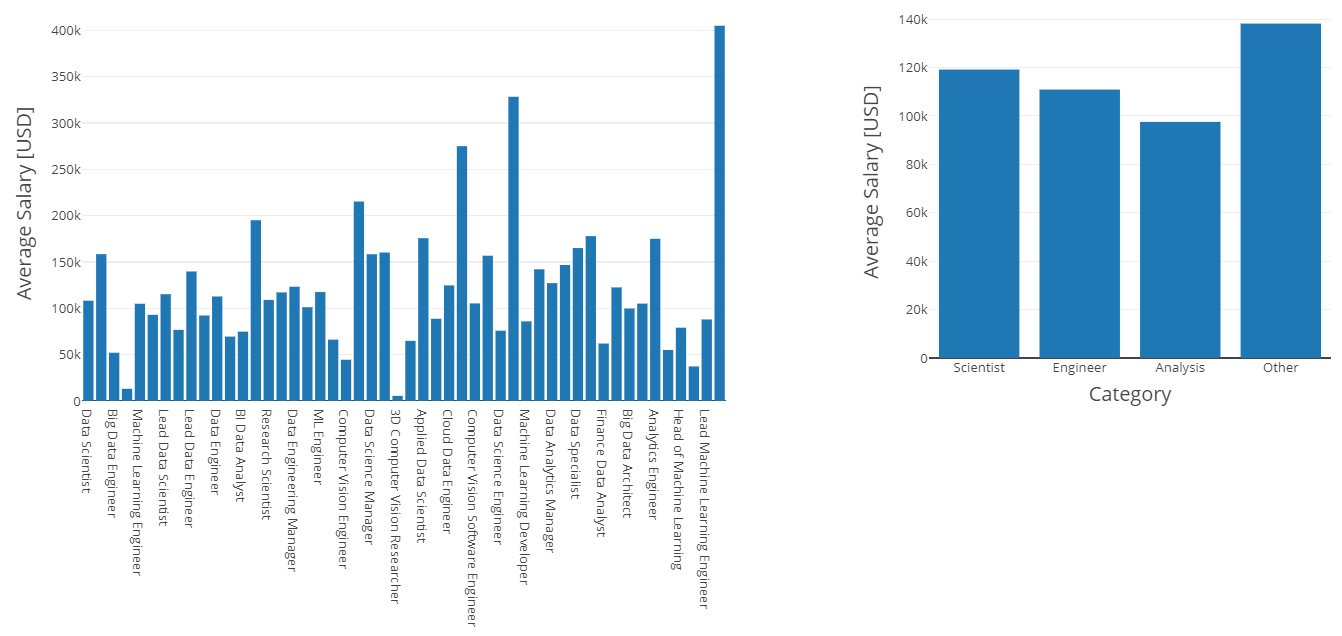 Average Salary [USD]
400k
350k
300k
250k
200k
150k
100k
50k
0
Data Scientist
Big Data Engineer
Machine Learning Engineer
Lead Data Scientist
Lead Data Engineer
Data Engineer
BI Data Analyst
Research Scientist
Data Engineering Manager
ML Engineer
Computer Vision Engineer
Data Science Manager
3D Computer Vision Researcher
Applied Data Scientist
Cloud Data Engineer
Computer Vision Software Engineer
Data Science Engineer
Machine Learning Developer
Data Analytics Manager
Data Specialist
Finance Data Analyst
Big Data Architect
Analytics Engineer
Head of Machine Learning
Lead Machine Learning Engineer
Average Salary [USD]
140k
120k
100k
80k
60k
40k
20k
0
Scientist
Engineer
Analysis
Other
Category